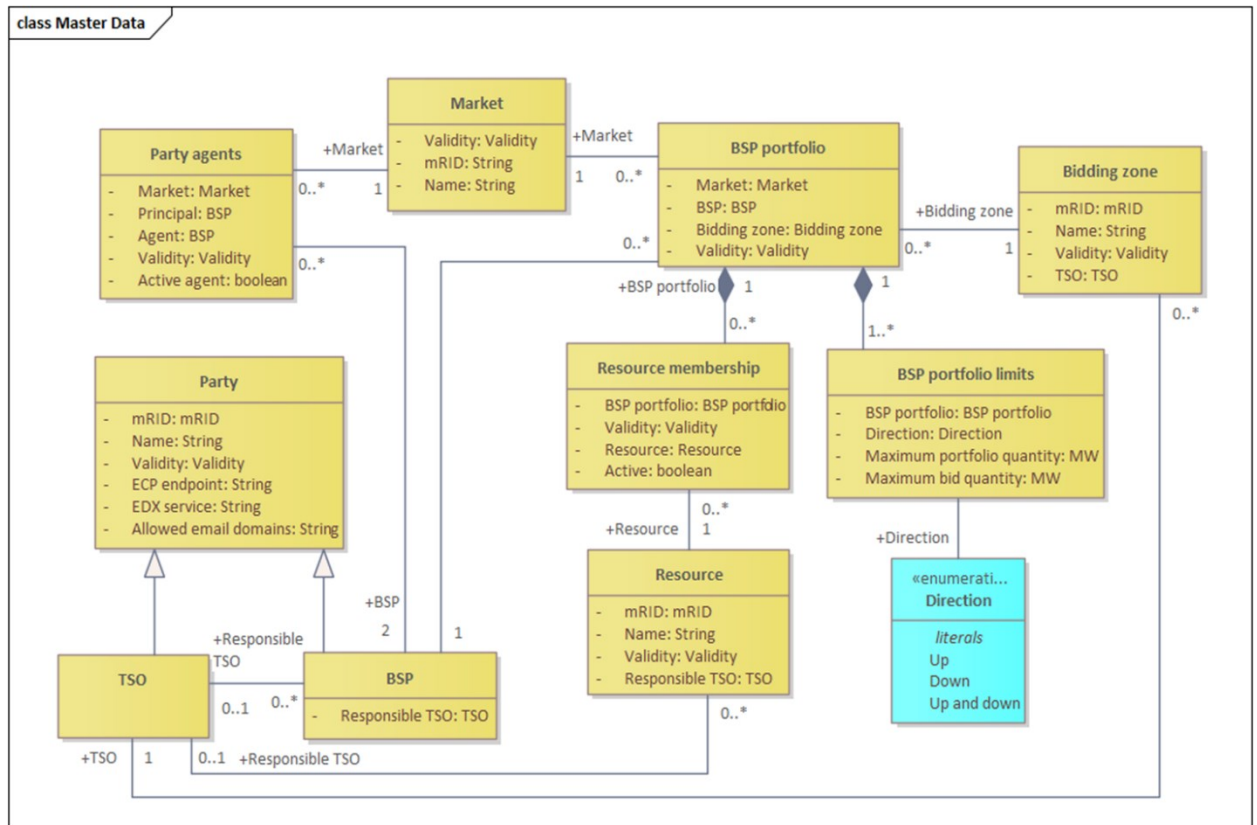 class Master Data
Market
- Validity: Validity
- mRID: String
- Name: String
Party agents
- Market: Market
- Principal: BSP
- Agent: BSP
- Validity: Validity
- Active agent: boolean
+Market
0..*
1
+Market
1
0..*
BSP portfolio
- Market: Market
- BSP: BSP
- Bidding zone: Bidding zone
- Validity: Validity
Bidding zone
- mRID: mRID
- Name: String
- Validity: Validity
- TSO: TSO
+Bidding zone
0..*
1
0..*
0..*
0..*
+BSP portfolio
1
0..*
1
1..*
Party
- mRID: mRID
- Name: String
- Validity: Validity
- ECP endpoint: String
- EDX service: String
- Allowed email domains: String
Resource membership
- BSP portfolio: BSP portfolio
- Validity: Validity
- Resource: Resource
- Active: boolean
BSP portfolio limits
- BSP portfolio: BSP portfolio
- Direction: Direction
- Maximum portfolio quantity: MW
- Maximum bid quantity: MW
0..*
+Resource
1
+Direction
Resource
- mRID: mRID
- Name: String
- Validity: Validity
- Responsible TSO: TSO
«enumerati...
Direction
literals
Up
Down
Up and down
+BSP
2
1
+Responsible
TSO
TSO
0..1
0..*
BSP
- Responsible TSO: TSO
0..*
+TSO
1
0..1
+Responsible TSO